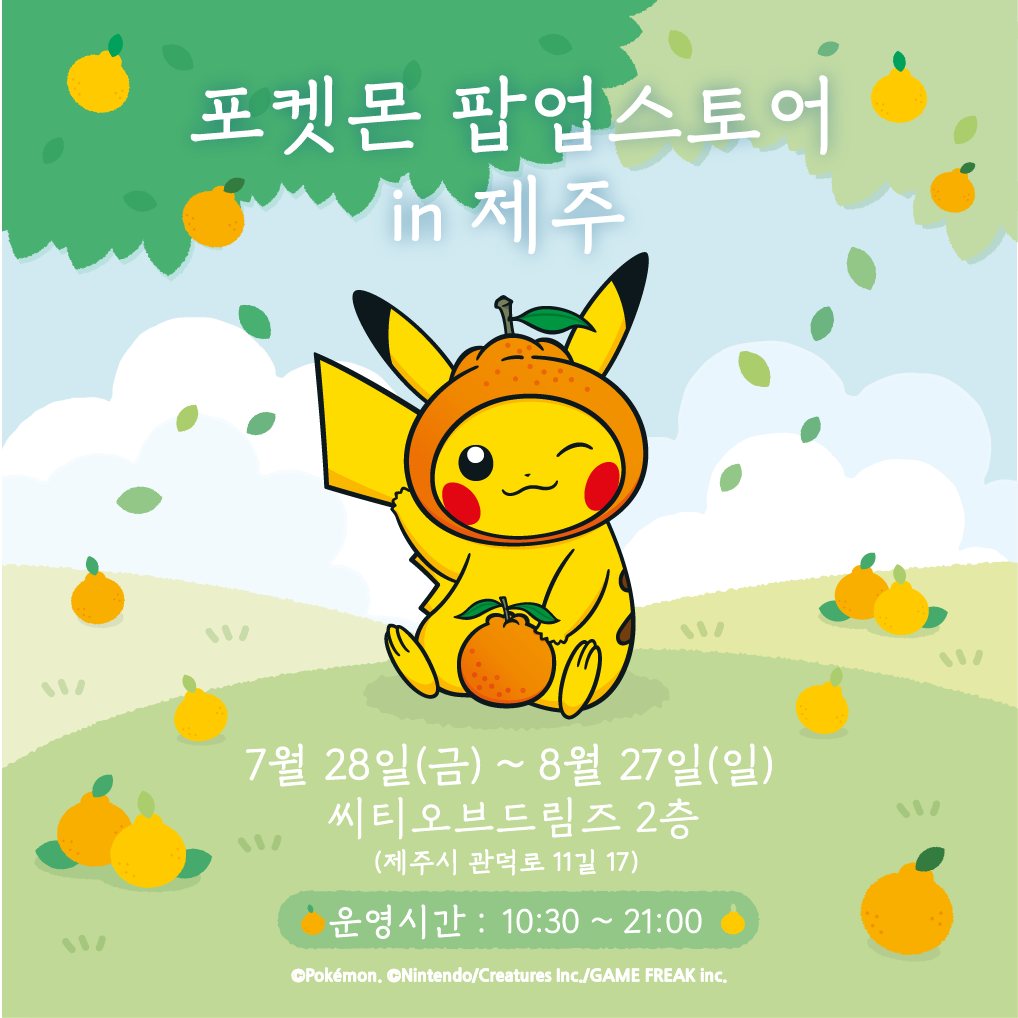 포켓몬 팝업스토어
in 제주
7월 28일(금) ~ 8월 27일(일)
씨티오브드림즈 2층
(제주시 관덕로 11길 17)
운영시간 : 10:30 ~ 21:00
©Pokémon. ©Nintendo/Creatures Inc./GAME FREAK inc.